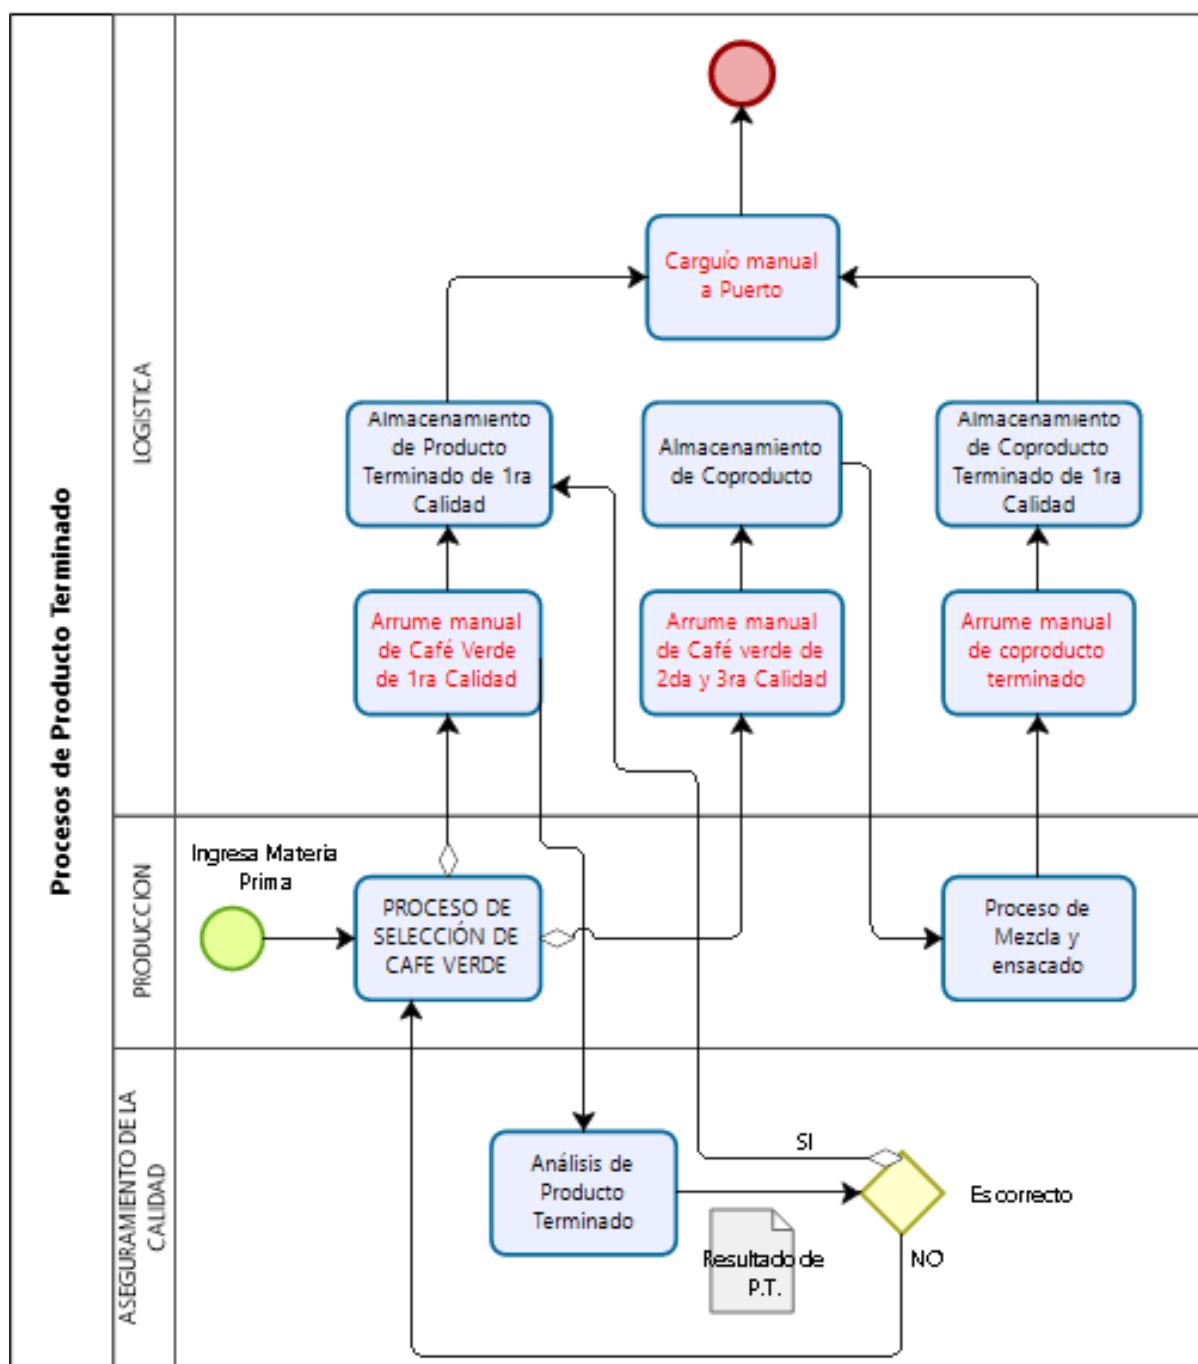 Procesos de Producto Terminado
LOGISTICA
Carguío manual
a Puerto
Almacenamiento
de Producto
Terminado de 1ra
Calidad
Almacenamiento
de Coproducto
Almacenamiento
de Coproducto
Terminado de 1ra
Calidad
Arrume manual
de Café Verde
de 1ra Calidad
Arrume manual
de Café verde de
2da y 3ra Calidad
Arrume manual
de coproducto
terminado
PRODUCCION
Ingresa Materia
Prima
PROCESO DE
SELECCIÓN DE
CAFE VERDE
Proceso de
Mezcla y
ensacado
ASEGURAMIENTO DE LA
CALIDAD
Análisis de
Producto
Terminado
SI
Es correcto
Resultado de
P.T.
NO